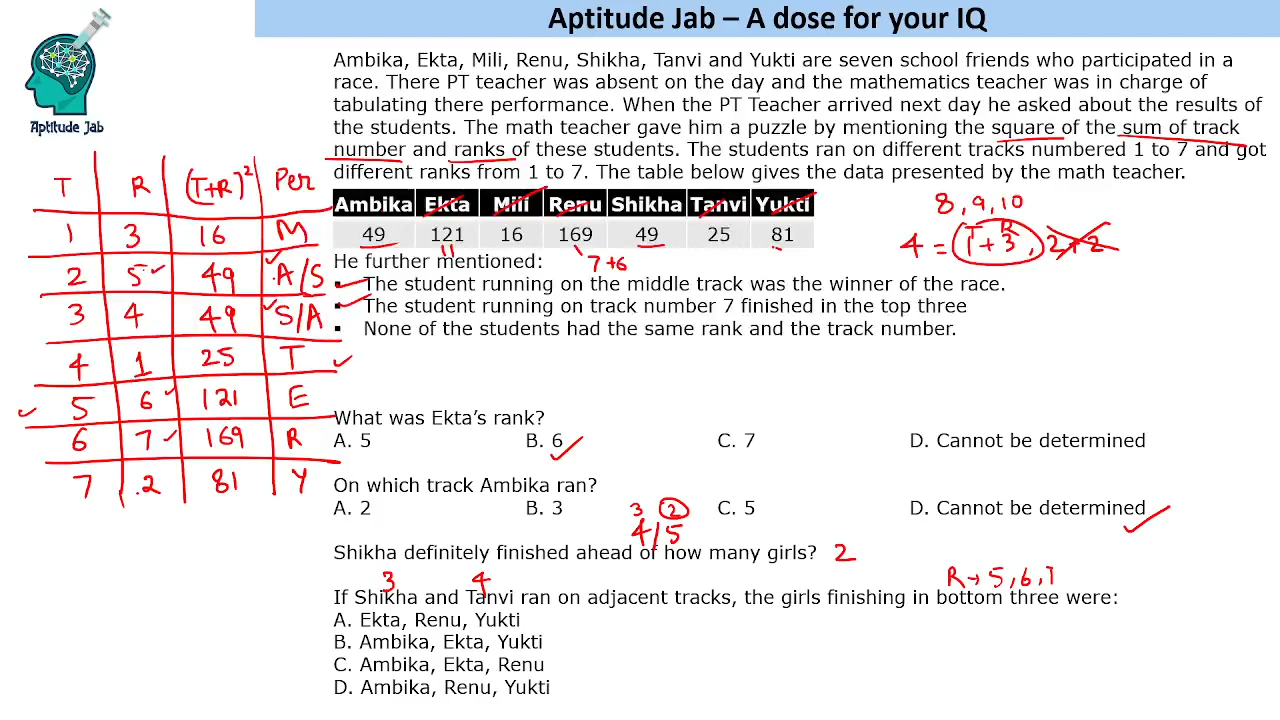 Aptitude Jab – A dose for your IQ
Aptitude Jab
Ambika, Ekta, Mili, Renu, Shikha, Tanvi and Yukti are seven school friends who participated in a
race. There PT teacher was absent on the day and the mathematics teacher was in charge of
tabulating there performance. When the PT Teacher arrived next day he asked about the results of
the students. The math teacher gave him a puzzle by mentioning the square of the sum of track
number and ranks of these students. The students ran on different tracks numbered 1 to 7 and got
different ranks from 1 to 7. The table below gives the data presented by the math teacher.
Ambika Ekta Mili Renu Shikha Tanvi Yukti
49 121 16 169 49 25 81
8, 9, 10
T R
4 = T+3, 2+2
11
7+6
He further mentioned:
▪ The student running on the middle track was the winner of the race.
▪ The student running on track number 7 finished in the top three
▪ None of the students had the same rank and the track number.
T R (T+R)² Per
1 3 16 M
2 5 49 A/S
3 4 49 S/A
4 1 25 T
5 6 121 E
6 7 169 R
7 2 81 Y
What was Ekta's rank?
A. 5 B. 6 C. 7 D. Cannot be determined
On which track Ambika ran?
A. 2 B. 3 C. 5 D. Cannot be determined
3 2
4/5
Shikha definitely finished ahead of how many girls? 2
3 4
R→5,6,7
If Shikha and Tanvi ran on adjacent tracks, the girls finishing in bottom three were:
A. Ekta, Renu, Yukti
B. Ambika, Ekta, Yukti
C. Ambika, Ekta, Renu
D. Ambika, Renu, Yukti